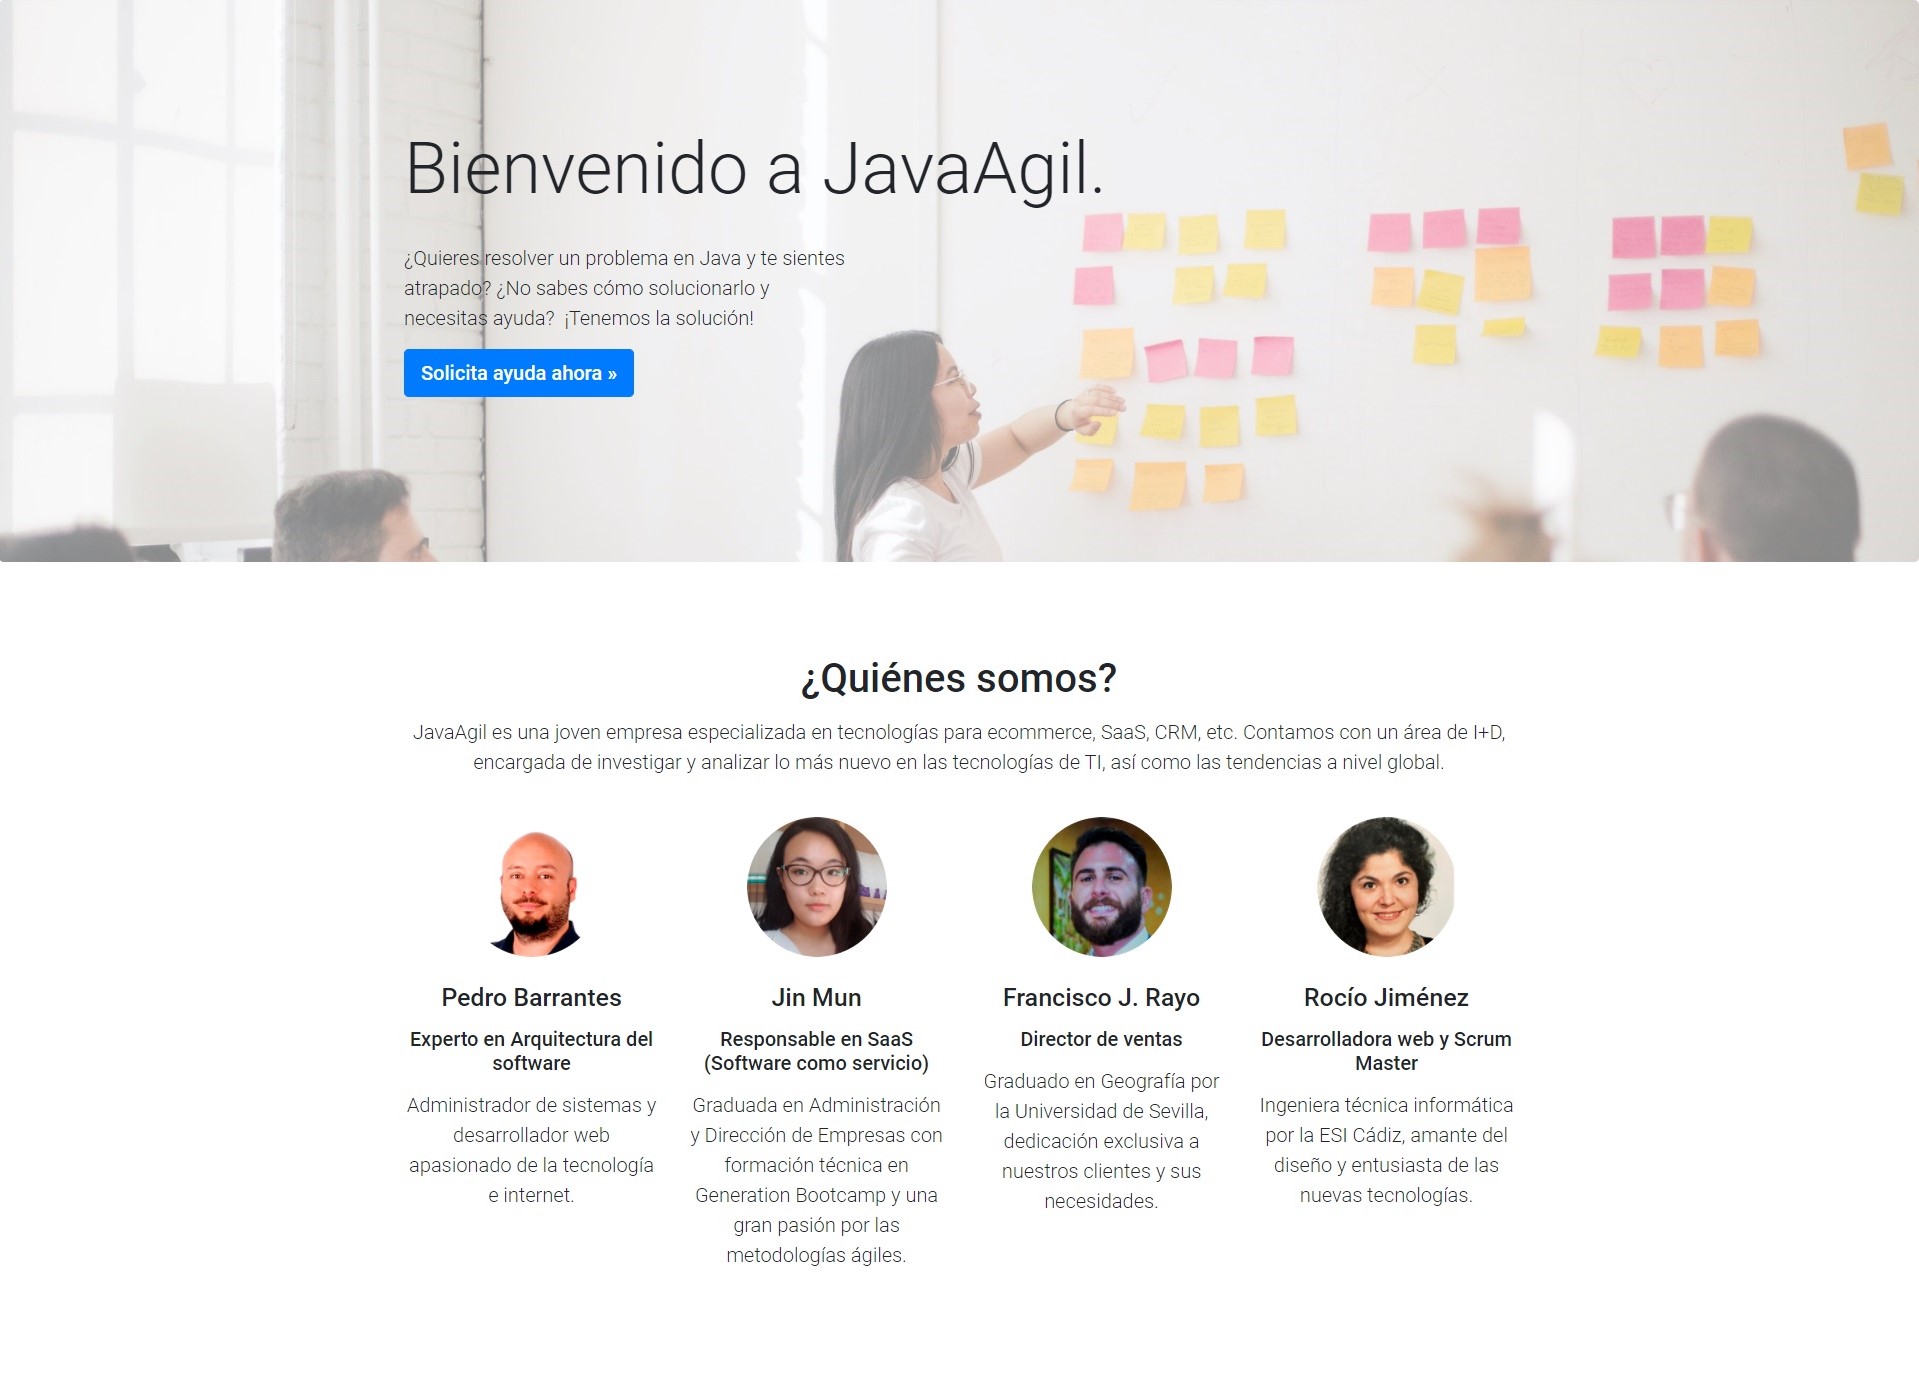 Bienvenido a JavaAgil.
¿Quieres resolver un problema en Java y te sientes
atrapado? ¿No sabes cómo solucionarlo y
necesitas ayuda?  ¡Tenemos la solución!
Solicita ayuda ahora »
¿Quiénes somos?
JavaAgil es una joven empresa especializada en tecnologías para ecommerce, SaaS, CRM, etc. Contamos con un área de I+D,
encargada de investigar y analizar lo más nuevo en las tecnologías de TI, así como las tendencias a nivel global.
Pedro Barrantes
Experto en Arquitectura del
software
Administrador de sistemas y
desarrollador web
apasionado de la tecnología
e internet.
Jin Mun
Responsable en SaaS
(Software como servicio)
Graduada en Administración
y Dirección de Empresas con
formación técnica en
Generation Bootcamp y una
gran pasión por las
metodologías ágiles.
Francisco J. Rayo
Director de ventas
Graduado en Geografía por
la Universidad de Sevilla,
dedicación exclusiva a
nuestros clientes y sus
necesidades.
Rocío Jiménez
Desarrolladora web y Scrum
Master
Ingeniera técnica informática
por la ESI Cádiz, amante del
diseño y entusiasta de las
nuevas tecnologías.